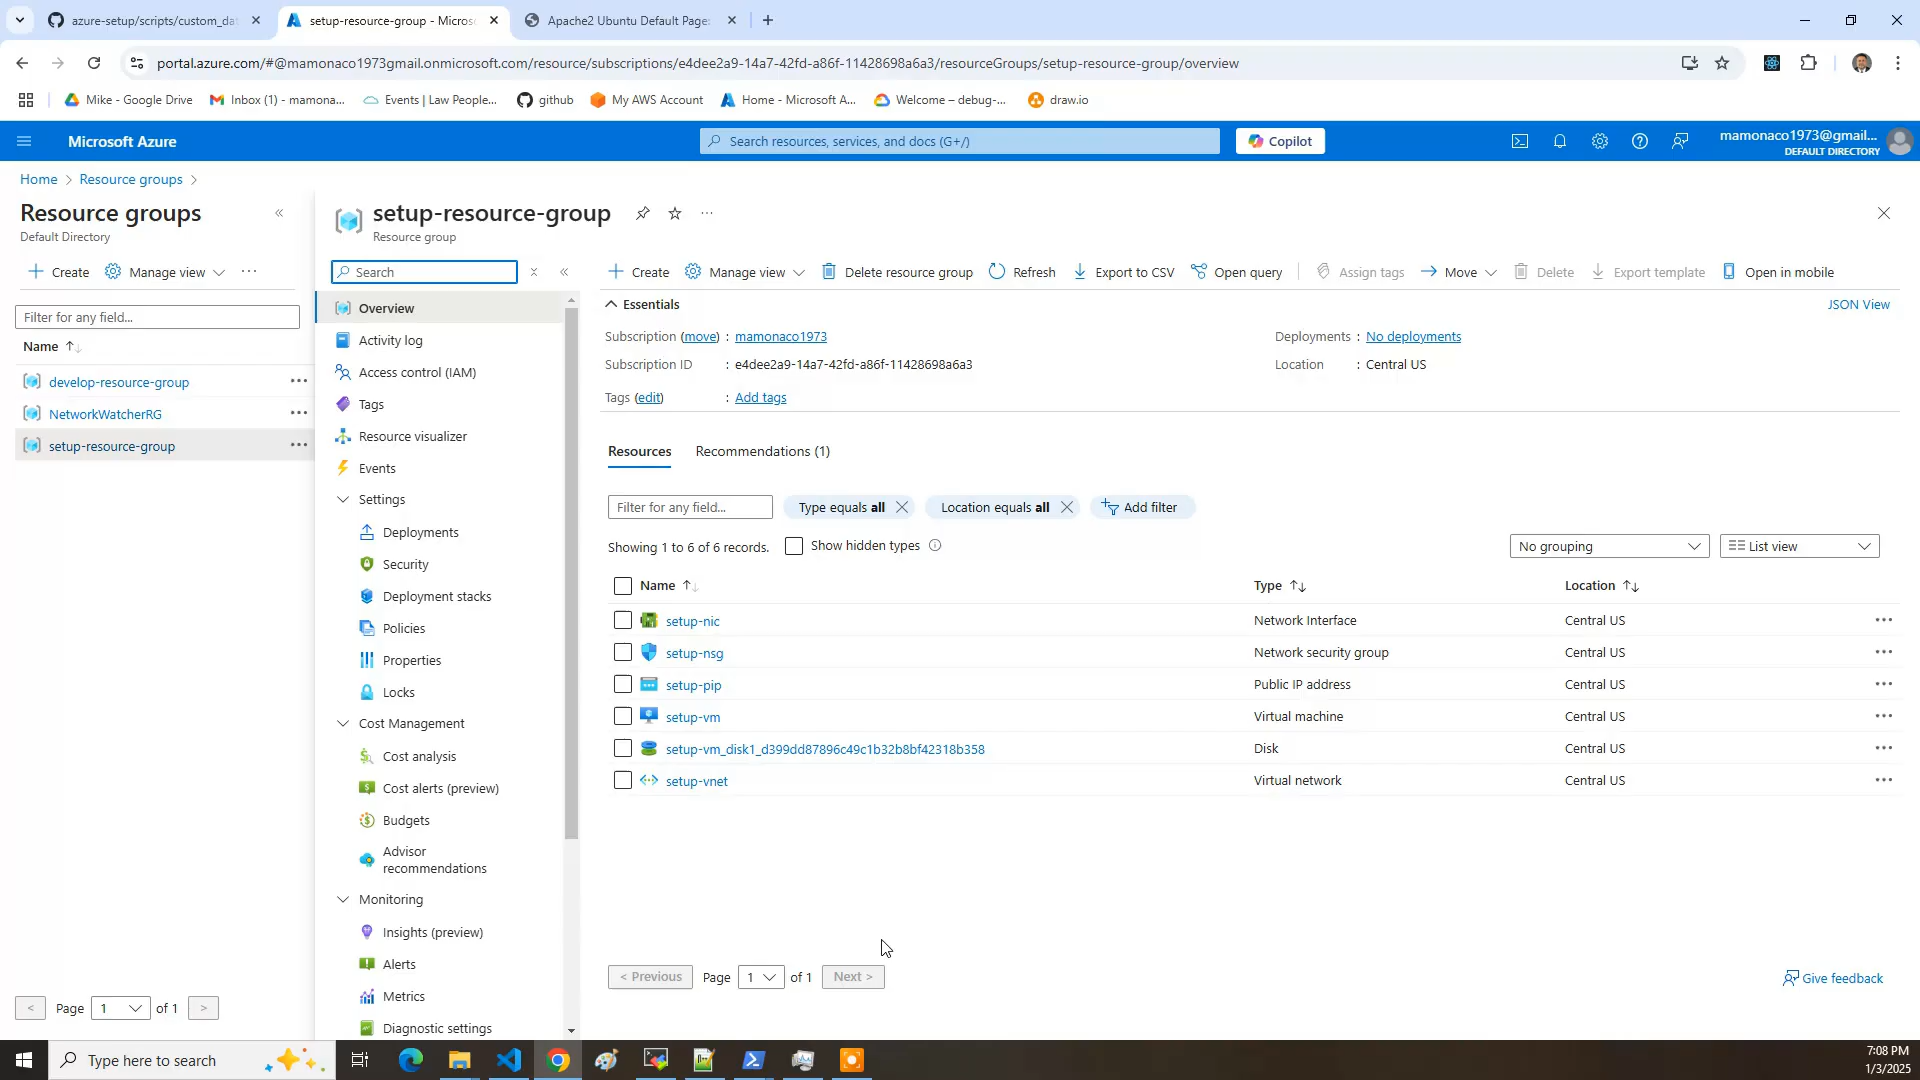 azure-setup/scripts/custom_da
setup-resource-group - Micros
Apache2 Ubuntu Default Page
portal.azure.com/#@mamonaco1973gmail.onmicrosoft.com/resource/subscriptions/e4dee2a9-14a7-42fd-a86f-11428698a6a3/resourceGroups/setup-resource-group/overview
Mike - Google Drive
Inbox (1) - mamona...
Events | Law People...
github
My AWS Account
Home - Microsoft A...
Welcome – debug-...
draw.io
Microsoft Azure
Search resources, services, and docs (G+/)
Copilot
mamonaco1973@gmail...
DEFAULT DIRECTORY
Home > Resource groups >
Resource groups
Default Directory
Create
Manage view
Filter for any field...
Name
develop-resource-group
NetworkWatcherRG
setup-resource-group
< Page 1 of 1 >
setup-resource-group
Resource group
Search
Overview
Activity log
Access control (IAM)
Tags
Resource visualizer
Events
Settings
Deployments
Security
Deployment stacks
Policies
Properties
Locks
Cost Management
Cost analysis
Cost alerts (preview)
Budgets
Advisor
recommendations
Monitoring
Insights (preview)
Alerts
Metrics
Diagnostic settings
Create
Manage view
Delete resource group
Refresh
Export to CSV
Open query
Assign tags
Move
Delete
Export template
Open in mobile
Essentials
JSON View
Subscription (move) : mamonaco1973
Deployments : No deployments
Subscription ID : e4dee2a9-14a7-42fd-a86f-11428698a6a3
Location : Central US
Tags (edit) : Add tags
Resources
Recommendations (1)
Filter for any field...
Type equals all
Location equals all
Add filter
Showing 1 to 6 of 6 records.
Show hidden types
No grouping
List view
Name Type Location
setup-nic Network Interface Central US
setup-nsg Network security group Central US
setup-pip Public IP address Central US
setup-vm Virtual machine Central US
setup-vm_disk1_d399dd87896c49c1b32b8bf42318b358 Disk Central US
setup-vnet Virtual network Central US
< Previous Page 1 of 1 Next >
Give feedback
Type here to search
7:08 PM
1/3/2025